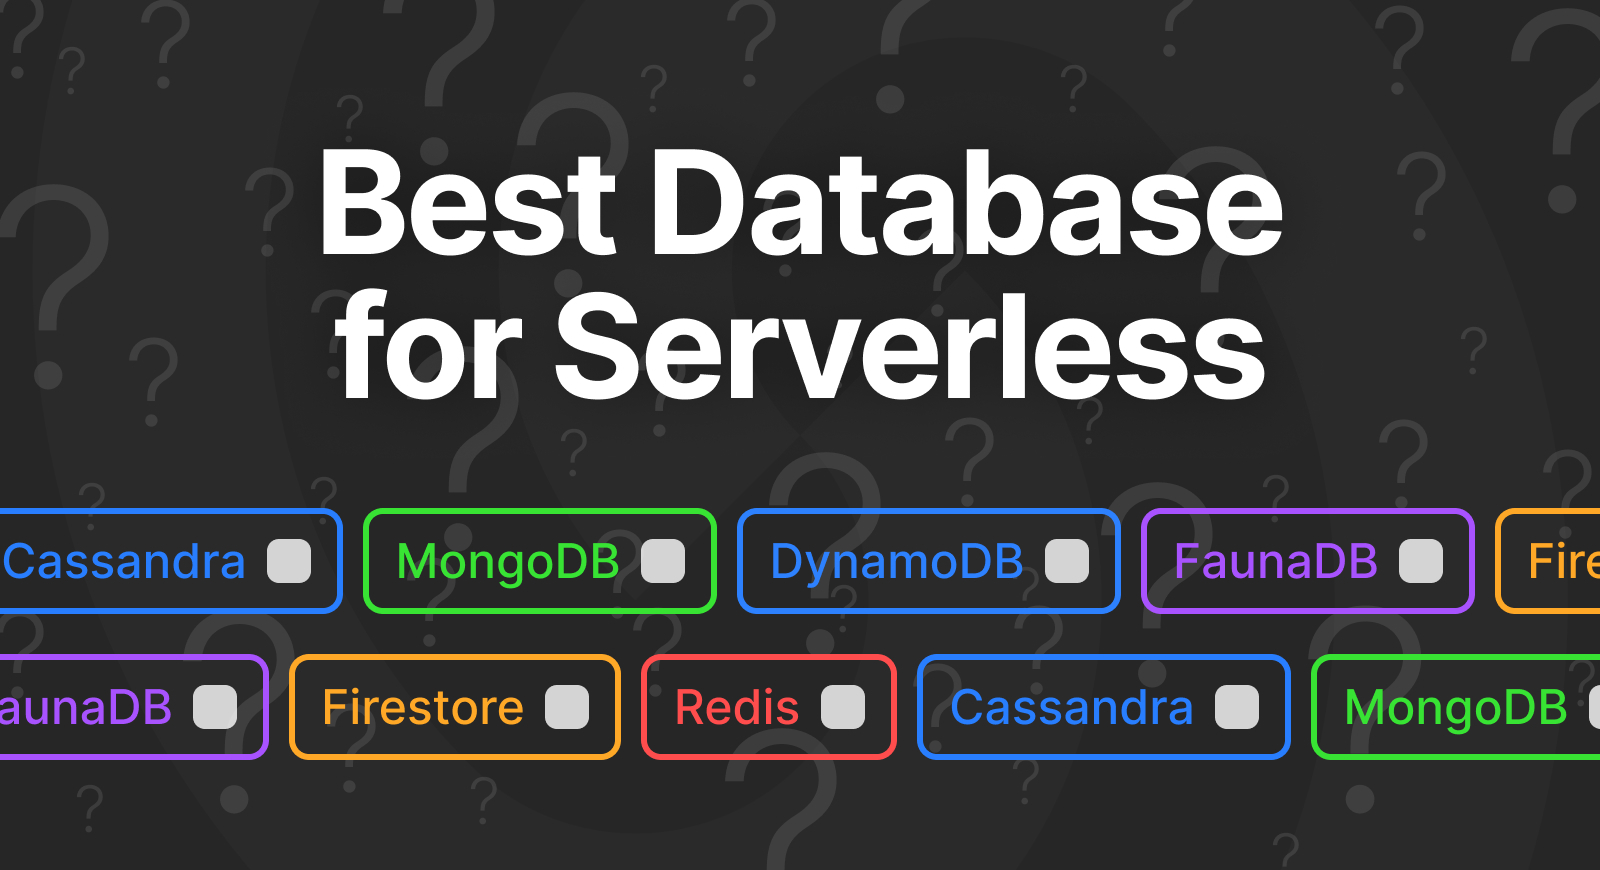 Best Database
for Serverless
Cassandra MongoDB DynamoDB FaunaDB Fire
aunaDB Firestore Redis Cassandra MongoDB